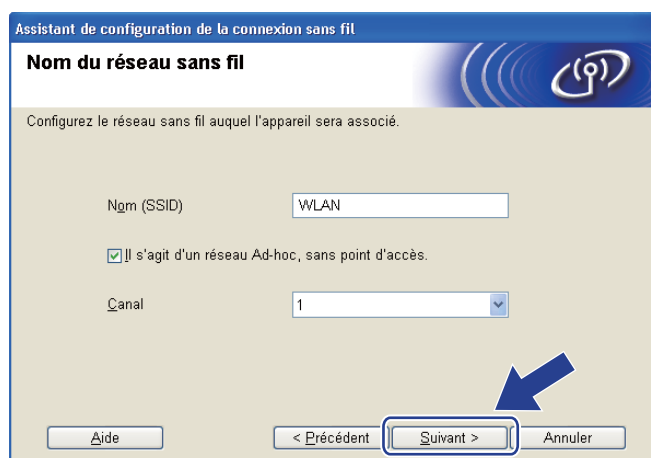 Assistant de configuration de la connexion sans fil
Nom du réseau sans fil
Configurez le réseau sans fil auquel l'appareil sera associé.
Nom (SSID) WLAN
Il s'agit d'un réseau Ad-hoc, sans point d'accès.
Canal 1
Aide < Précédent Suivant > Annuler